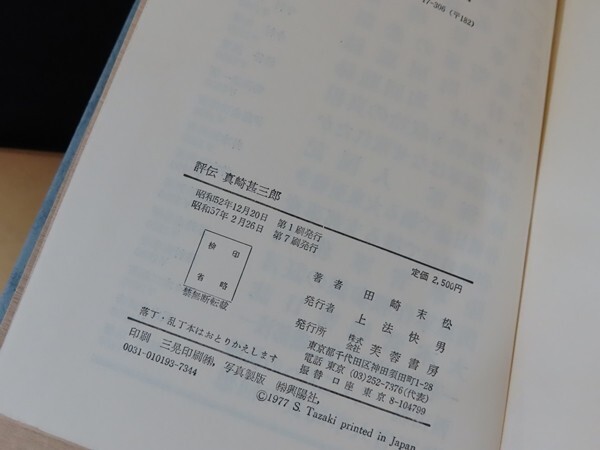 17-306（〒182）
評伝 真崎甚三郎
昭和52年12月20日 第1刷発行
昭和57年2月26日 第7刷発行
定価 2,500円
検印
省略
禁無断転載
著者 田崎末松
発行者 上法快男
発行所 株式会社 芙蓉書房
東京都千代田区神田須田町1-28
電話 東京 (03)252-7376(代表)
振替口座 東京 8-104799
落丁・乱丁本はおとりかえします
印刷 三晃印刷㈱, 写真製版 ㈱興陽社,
0031-010193-7344
©1977 S. Tazaki printed in Japan